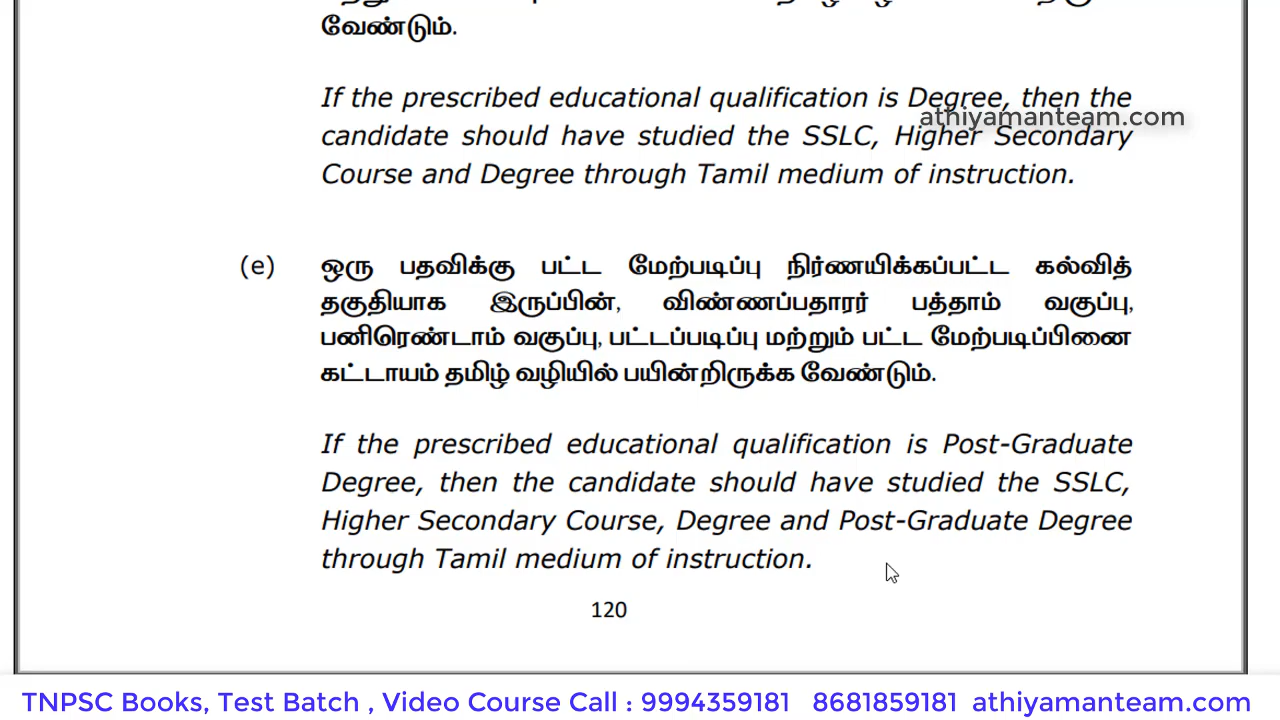 வேண்டும்.
If the prescribed educational qualification is Degree, then the
athiyamanteam.com
candidate should have studied the SSLC, Higher Secondary
Course and Degree through Tamil medium of instruction.
(e) ஒரு பதவிக்கு பட்ட மேற்படிப்பு நிர்ணயிக்கப்பட்ட கல்வித்
தகுதியாக இருப்பின், விண்ணப்பதாரர் பத்தாம் வகுப்பு,
பனிரெண்டாம் வகுப்பு, பட்டப்படிப்பு மற்றும் பட்ட மேற்படிப்பினை
கட்டாயம் தமிழ் வழியில் பயின்றிருக்க வேண்டும்.
If the prescribed educational qualification is Post-Graduate
Degree, then the candidate should have studied the SSLC,
Higher Secondary Course, Degree and Post-Graduate Degree
through Tamil medium of instruction.
120
TNPSC Books, Test Batch , Video Course Call : 9994359181 8681859181 athiyamanteam.com